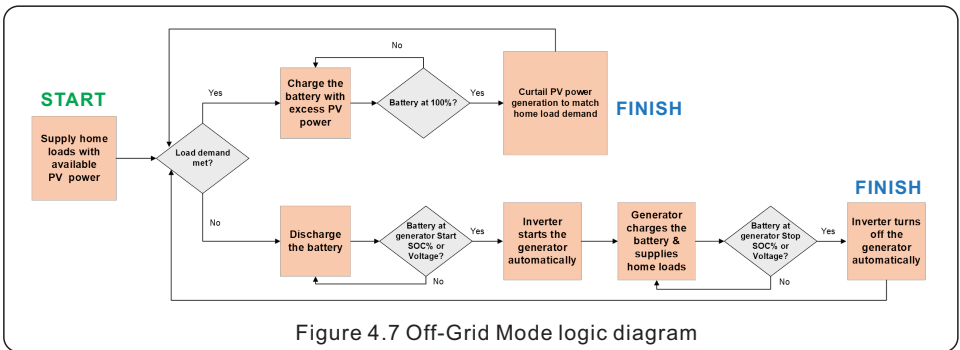 START
Supply home
loads with
available
PV power
Load demand
met?
Yes
No
Charge the
battery with
excess PV
power
No
Battery at 100%?
Yes
Curtail PV power
generation to match
home load demand
FINISH
Discharge
the battery
Battery at
generator Start
SOC% or
Voltage?
Yes
No
Inverter
starts the
generator
automatically
Generator
charges the
battery &
supplies
home loads
Battery at
generator Stop
SOC% or
Voltage?
Yes
No
FINISH
Inverter turns
off the
generator
automatically
Figure 4.7 Off-Grid Mode logic diagram